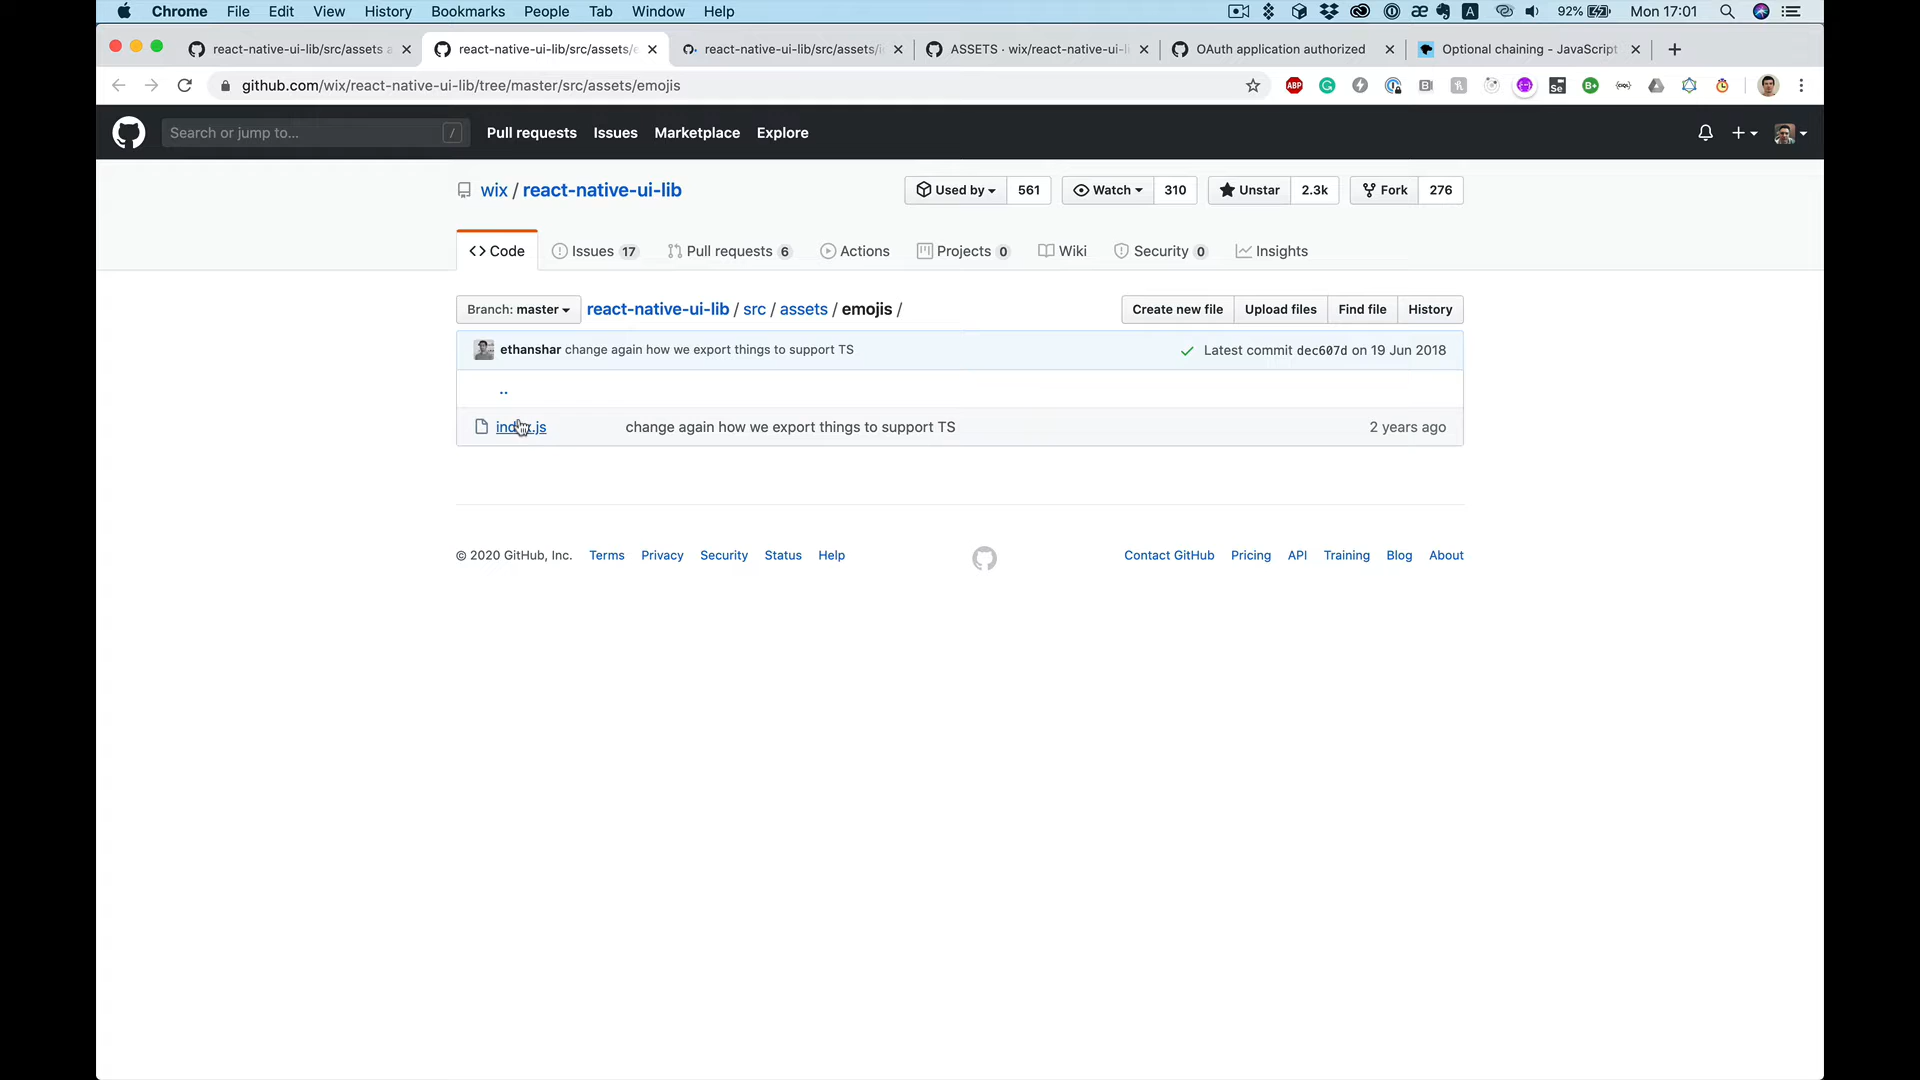 Chrome File Edit View History Bookmarks People Tab Window Help 92% Mon 17:01
react-native-ui-lib/src/assets a react-native-ui-lib/src/assets/e react-native-ui-lib/src/assets/i ASSETS · wix/react-native-ui-li OAuth application authorized Optional chaining - JavaScript
github.com/wix/react-native-ui-lib/tree/master/src/assets/emojis
Search or jump to... / Pull requests Issues Marketplace Explore
wix / react-native-ui-lib Used by 561 Watch 310 Unstar 2.3k Fork 276
<> Code Issues 17 Pull requests 6 Actions Projects 0 Wiki Security 0 Insights
Branch: master react-native-ui-lib / src / assets / emojis / Create new file Upload files Find file History
ethanshar change again how we export things to support TS Latest commit dec607d on 19 Jun 2018
..
index.js change again how we export things to support TS 2 years ago
© 2020 GitHub, Inc. Terms Privacy Security Status Help Contact GitHub Pricing API Training Blog About